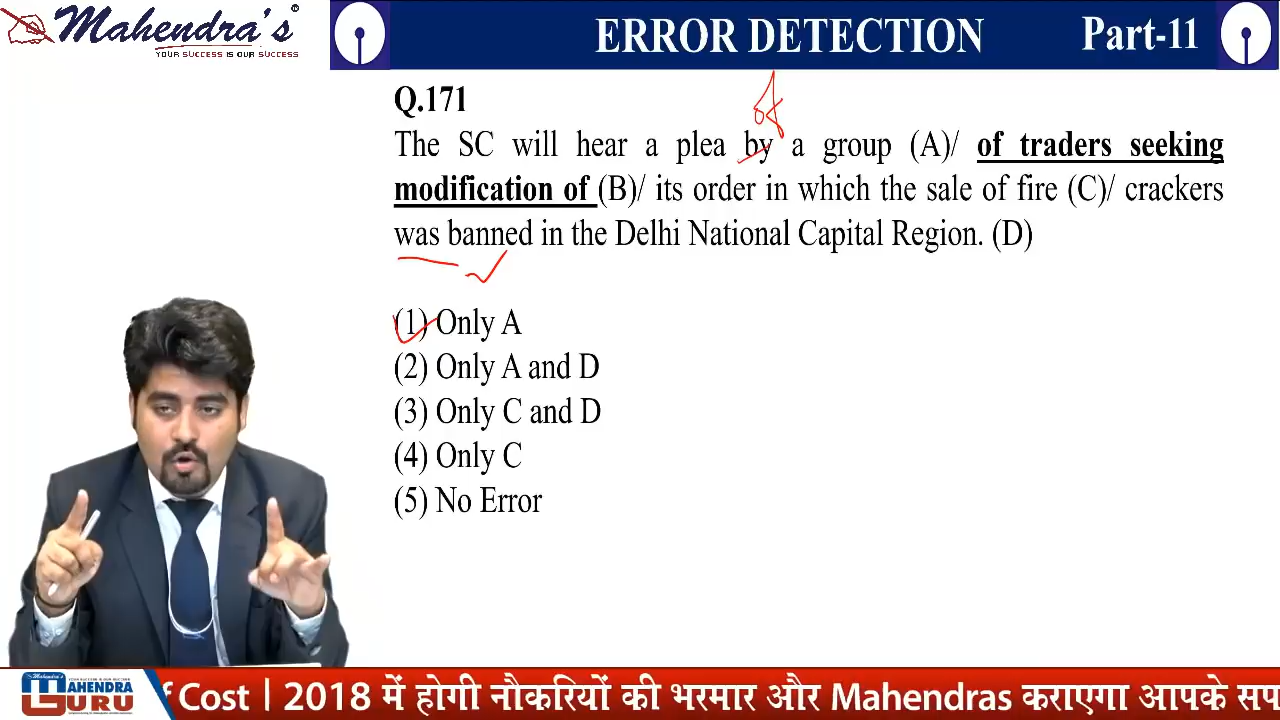 Mahendra's
YOUR SUCCESS IS OUR SUCCESS
ERROR DETECTION
Part-11
Q.171
of
The SC will hear a plea by a group (A)/ of traders seeking
modification of (B)/ its order in which the sale of fire (C)/ crackers
was banned in the Delhi National Capital Region. (D)
(1) Only A
(2) Only A and D
(3) Only C and D
(4) Only C
(5) No Error
Mahendra's
MAHENDRA
GURU
of Cost | 2018 में होगी नौकरियों की भरमार और Mahendras कराएगा आपके सप